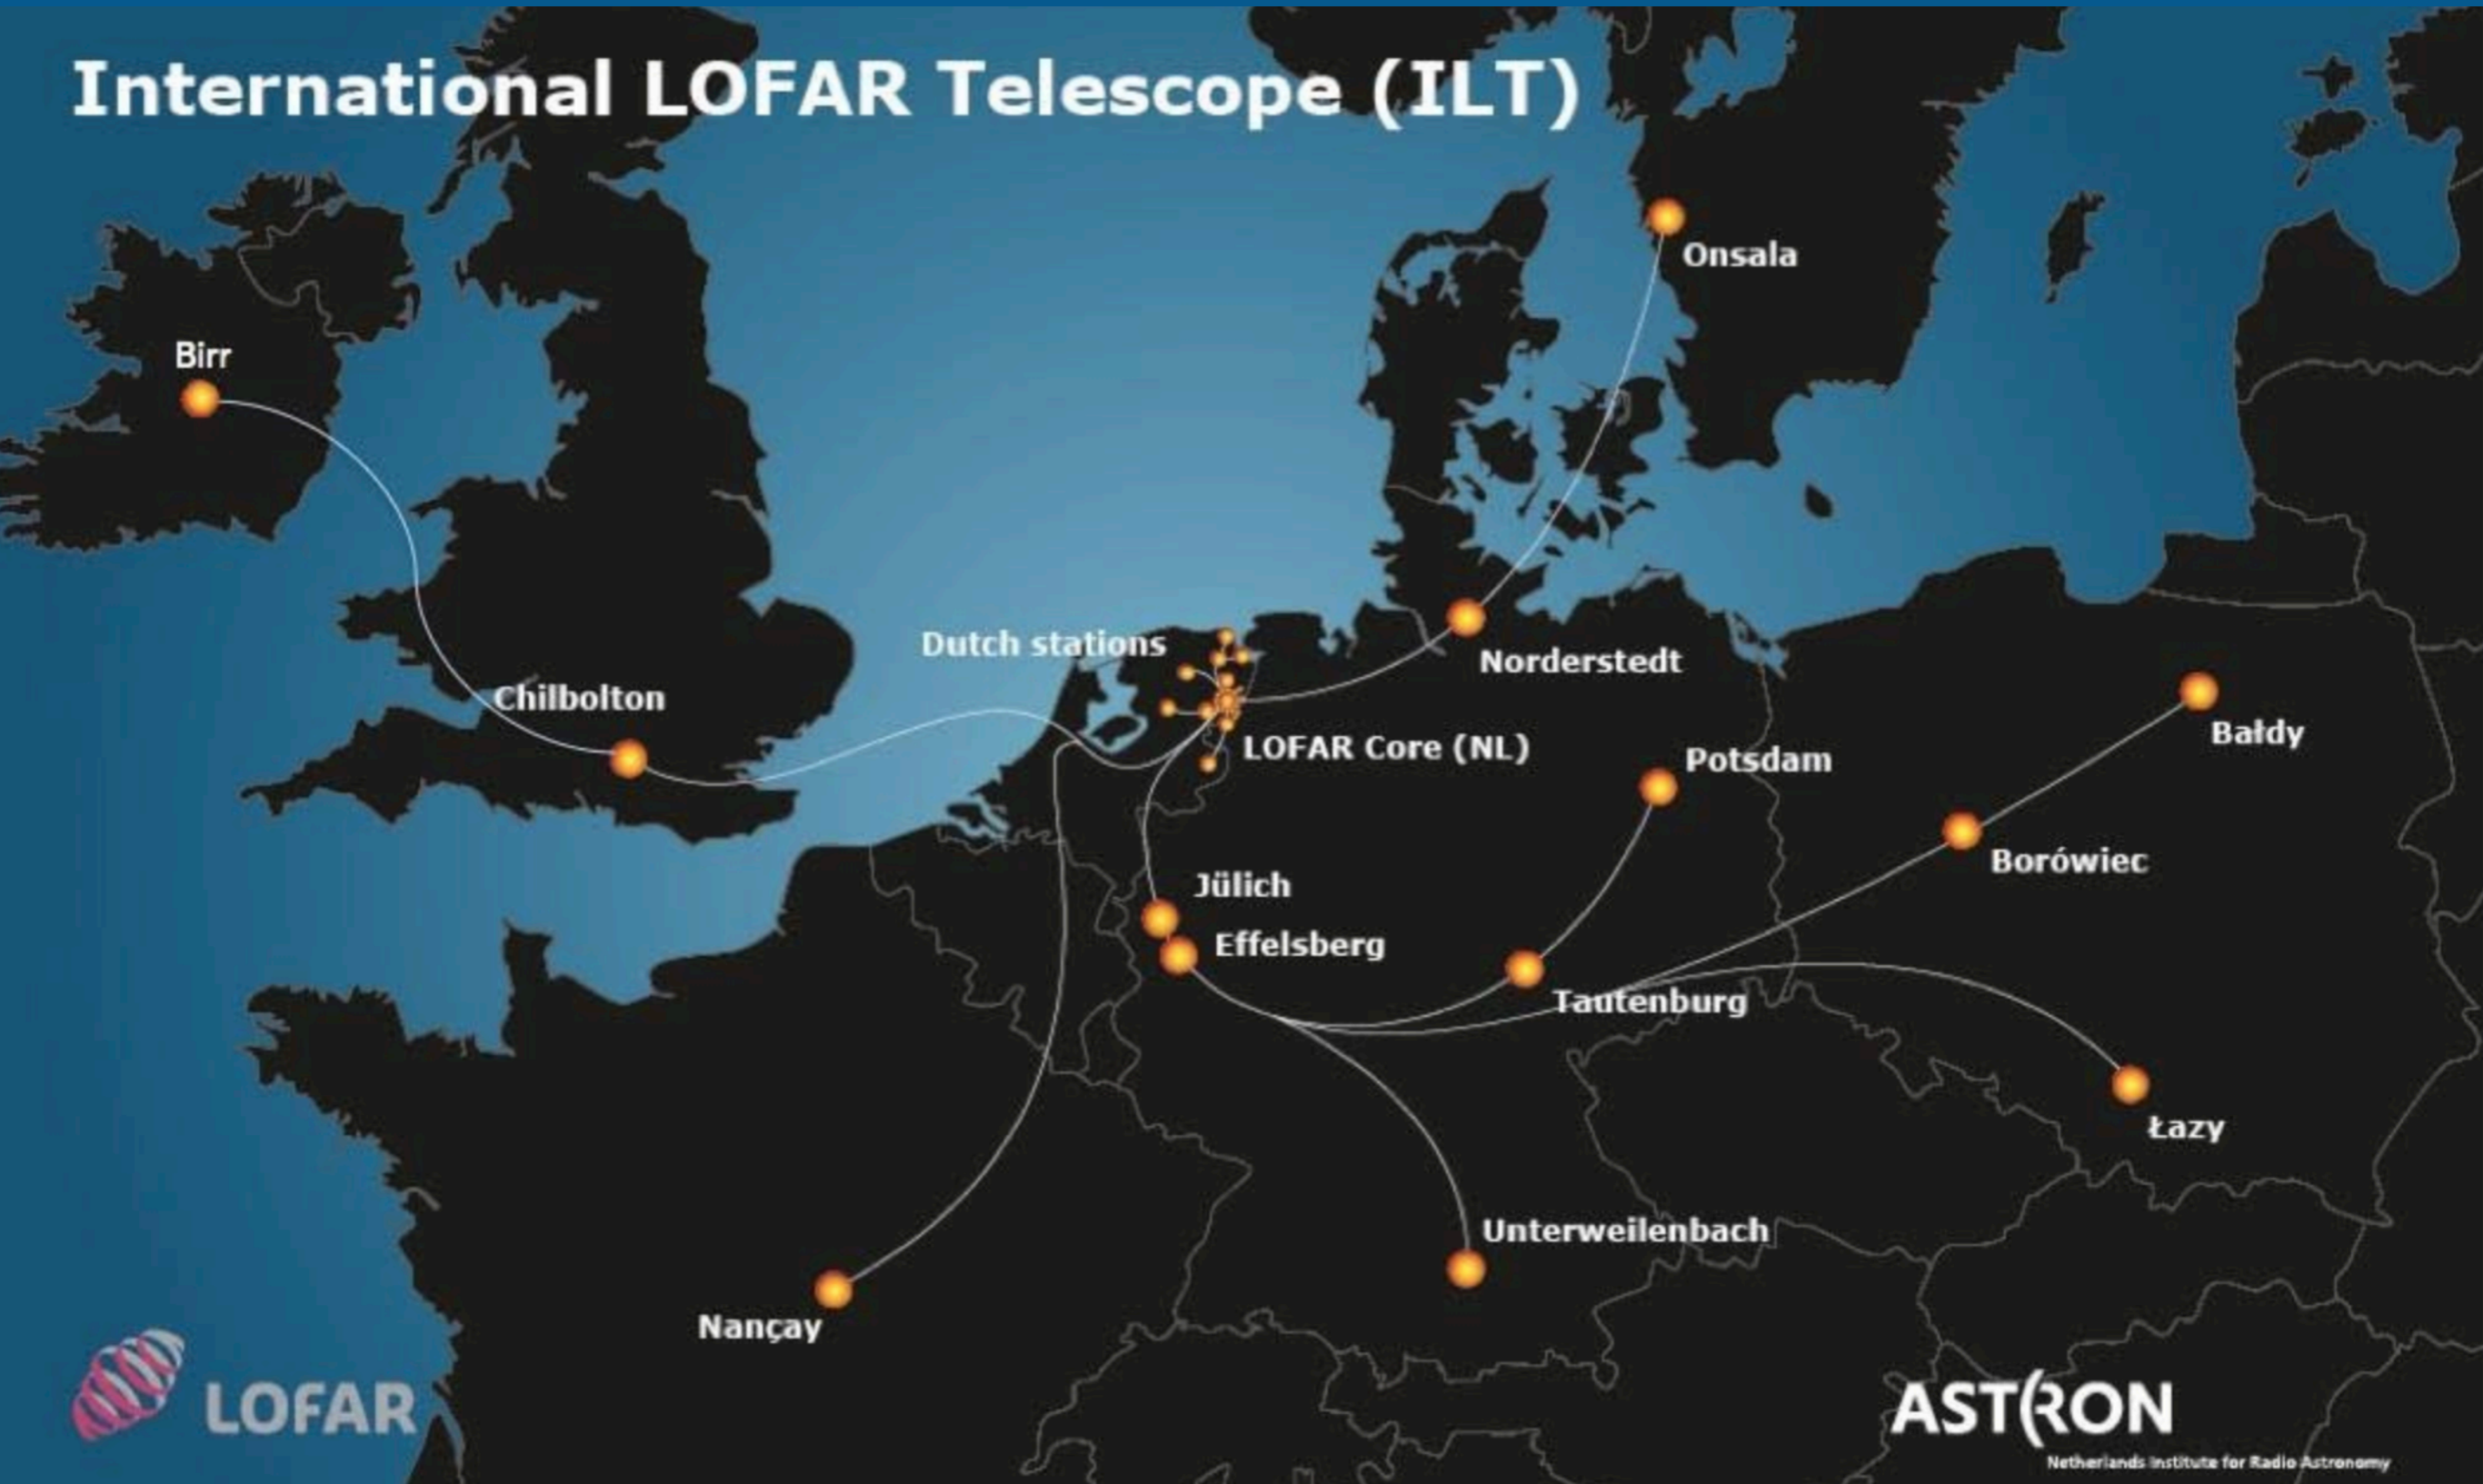 International LOFAR Telescope (ILT)
Onsala
Birr
Dutch stations
Norderstedt
Chilbolton
Bałdy
LOFAR Core (NL)
Potsdam
Borówiec
Jülich
Effelsberg
Tautenburg
Łazy
Unterweilenbach
Nançay
LOFAR
ASTRON
Netherlands Institute for Radio Astronomy